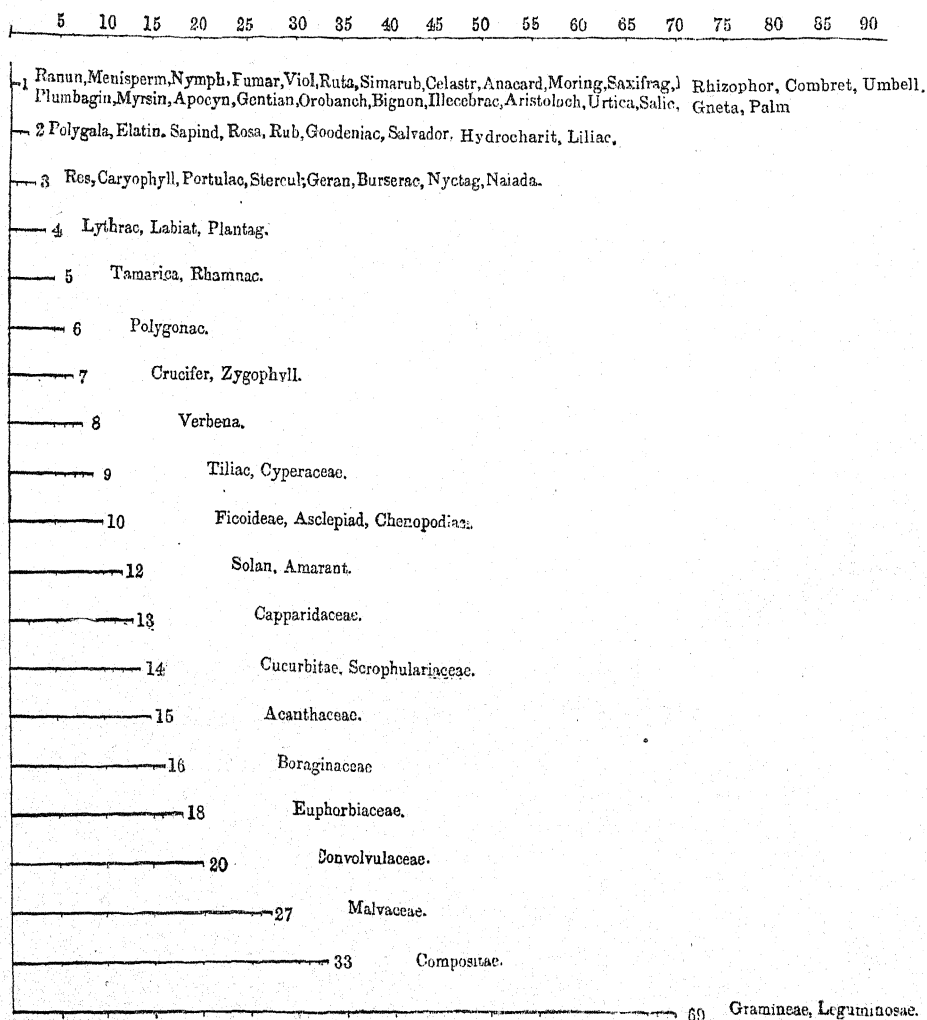 5 10 15 20 25 30 35 40 45 50 55 60 65 70 75 80 85 90
1 Ranun, Menisperm, Nymph, Fumar, Viol, Ruta, Simarub, Celastr, Anacard, Moring, Saxifrag, Rhizophor, Combret, Umbell.
Plumbagin, Myrsin, Apocyn, Gentian, Orobanch, Bignon, Illecebrac, Aristoloch, Urtica, Salic, Gneta, Palm
2 Polygala, Elatin. Sapind, Rosa, Rub, Goodeniac, Salvador. Hydrocharit, Liliac.
3 Res, Caryophyll, Portulac, Stercul; Geran, Burserac, Nyctag, Naiada.
4 Lythrac, Labiat, Plantag.
5 Tamarica, Rhamnac.
6 Polygonac.
7 Crucifer, Zygophyll.
8 Verbena.
9 Tiliac, Cyperaceae.
10 Ficoideae, Asclepiad, Chenopodiac.
12 Solan, Amarant.
13 Capparidaceae.
14 Cucurbitae, Scrophulariaceae.
15 Acanthaceae.
16 Boraginaceae
18 Euphorbiaceae.
20 Convolvulaceae.
27 Malvaceae.
33 Compositae.
69 Gramineae, Leguminosae.